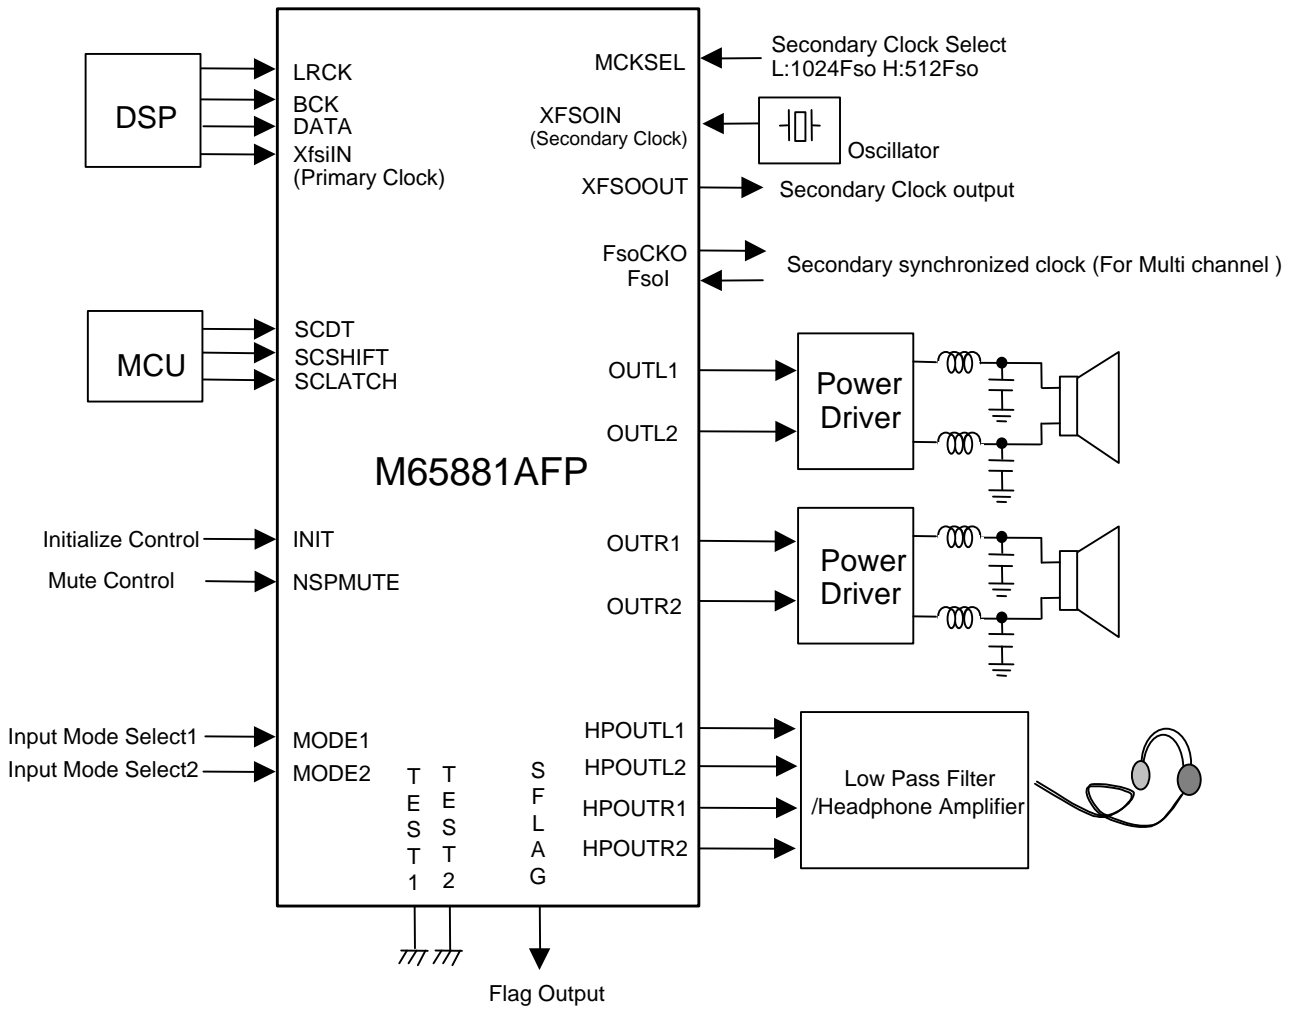 DSP
LRCK
BCK
DATA
XfsiIN
(Primary Clock)
MCU
SCDT
SCSHIFT
SCLATCH
M65881AFP
Initialize Control
INIT
Mute Control
NSPMUTE
Input Mode Select1
MODE1
Input Mode Select2
MODE2
TEST1
TEST2
SFLAG
Flag Output
MCKSEL
Secondary Clock Select
L:1024Fso H:512Fso
XFSOIN
(Secondary Clock)
Oscillator
XFSOOUT
Secondary Clock output
FsoCKO
FsoI
Secondary synchronized clock (For Multi channel )
OUTL1
OUTL2
Power
Driver
OUTR1
OUTR2
Power
Driver
HPOUTL1
HPOUTL2
HPOUTR1
HPOUTR2
Low Pass Filter
/Headphone Amplifier